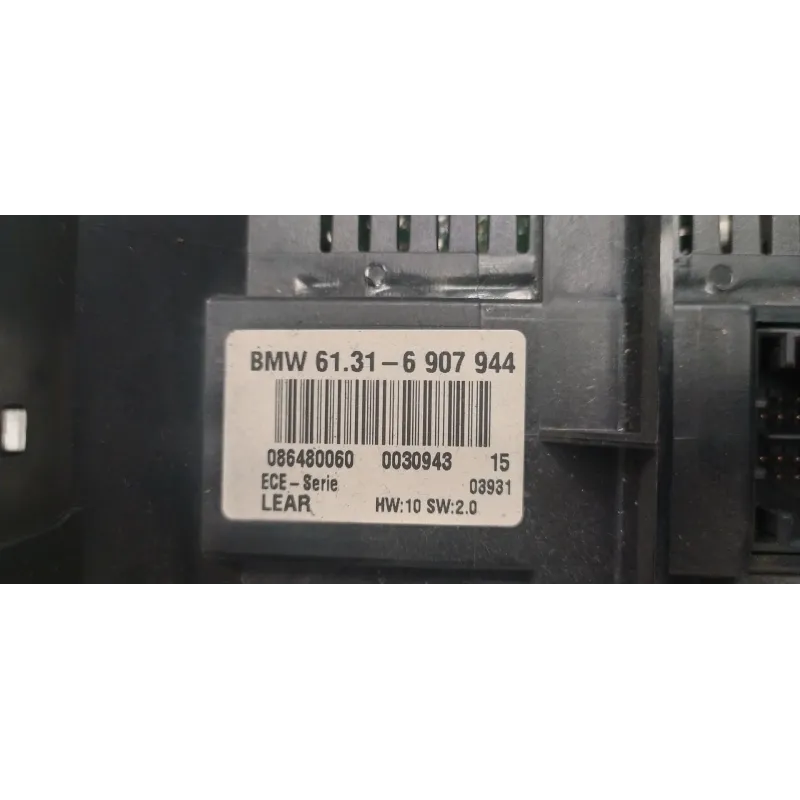 BMW 61.31-6 907 944
086480060 0030943 15
ECE-Serie 03931
LEAR HW:10 SW:2.0